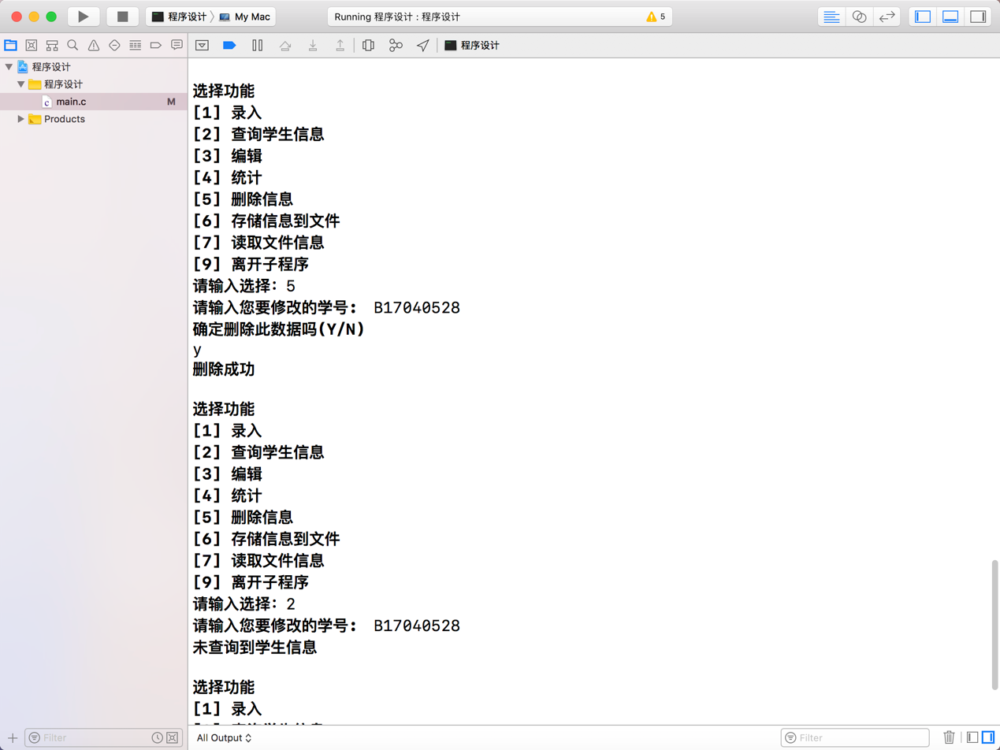 程序设计 〉 My Mac
Running 程序设计 : 程序设计
5
程序设计
程序设计
程序设计
main.c
M
Products
选择功能
[1] 录入
[2] 查询学生信息
[3] 编辑
[4] 统计
[5] 删除信息
[6] 存储信息到文件
[7] 读取文件信息
[9] 离开子程序
请输入选择：5
请输入您要修改的学号: B17040528
确定删除此数据吗(Y/N)
y
删除成功
选择功能
[1] 录入
[2] 查询学生信息
[3] 编辑
[4] 统计
[5] 删除信息
[6] 存储信息到文件
[7] 读取文件信息
[9] 离开子程序
请输入选择：2
请输入您要修改的学号: B17040528
未查询到学生信息
选择功能
[1] 录入
Filter
All Output
Filter